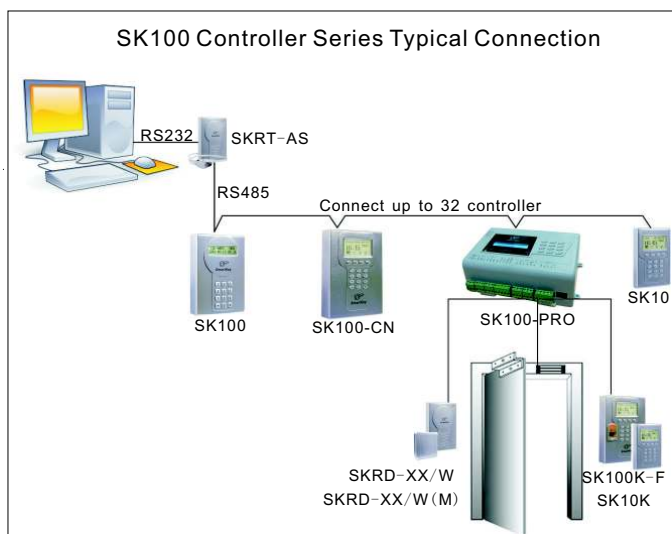 SK100 Controller Series Typical Connection
RS232
SKRT-AS
RS485
Connect up to 32 controller
SK100
SK100-CN
SK100-PRO
SK10
SKRD-XX/W
SKRD-XX/W(M)
SK100K-F
SK10K